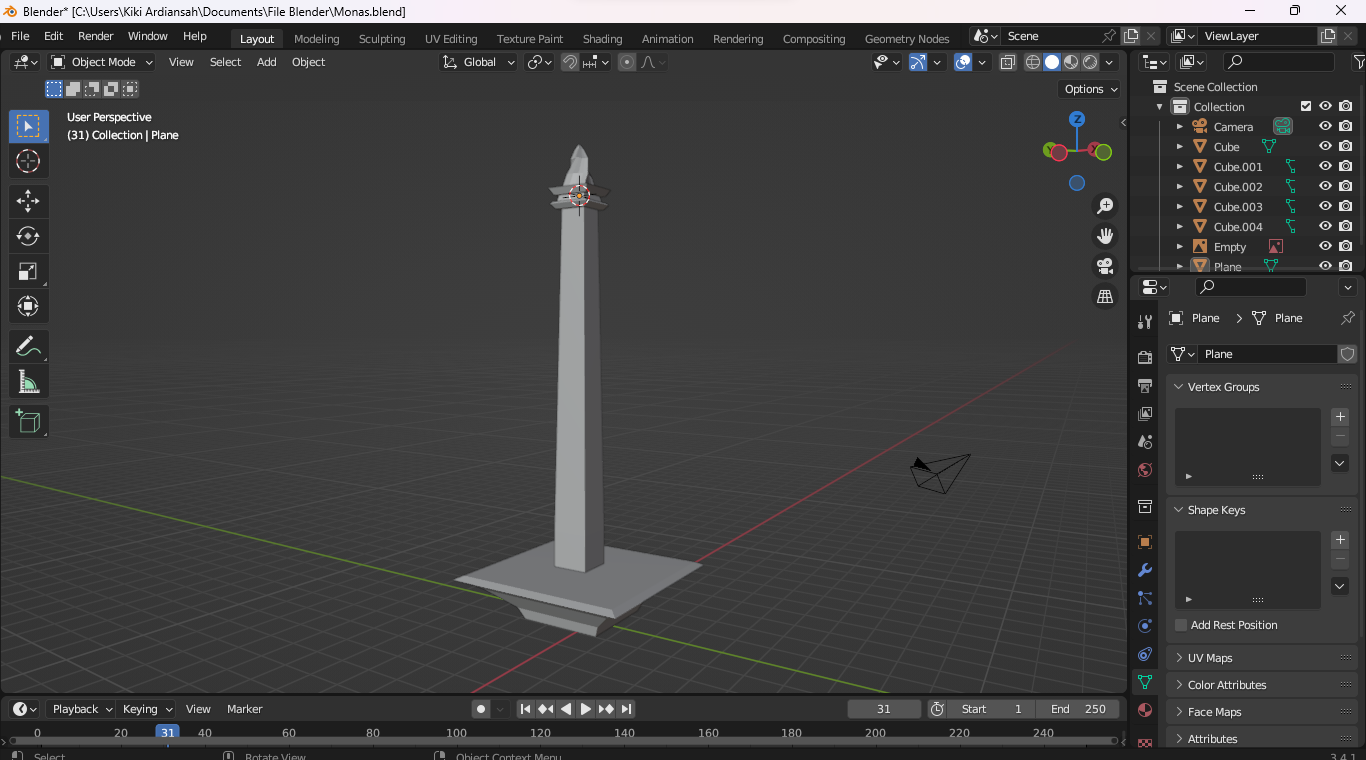 Blender* [C:\Users\Kiki Ardiansah\Documents\File Blender\Monas.blend]
File Edit Render Window Help Layout Modeling Sculpting UV Editing Texture Paint Shading Animation Rendering Compositing Geometry Nodes Scene ViewLayer
Object Mode View Select Add Object Global
Options
User Perspective
(31) Collection | Plane
Z
Y
X
Scene Collection
Collection
Camera
Cube
Cube.001
Cube.002
Cube.003
Cube.004
Empty
Plane
Plane Plane
Plane
Vertex Groups
Shape Keys
Add Rest Position
UV Maps
Color Attributes
Face Maps
Attributes
Playback Keying View Marker 31 Start 1 End 250
0 20 31 40 60 80 100 120 140 160 180 200 220 240
Select Rotate View Object Context Menu 3.4.1